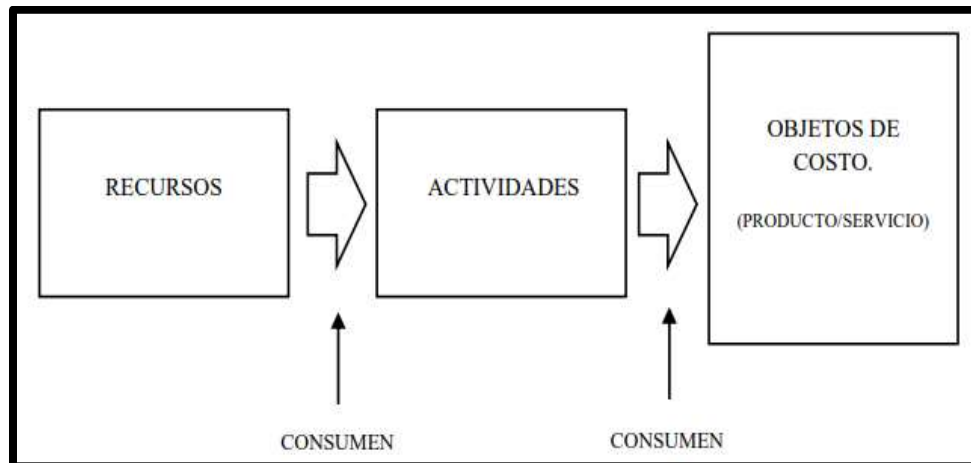 RECURSOS
ACTIVIDADES
OBJETOS DE
COSTO.
(PRODUCTO/SERVICIO)
CONSUMEN
CONSUMEN